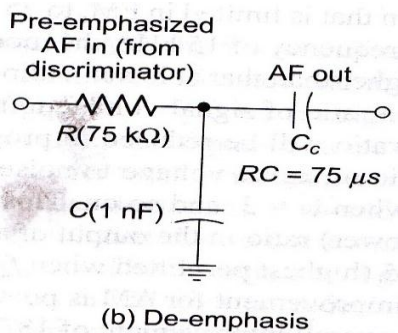 Pre-emphasized
AF in (from
discriminator)
AF out
R(75 kΩ)
Cc
RC = 75 μs
C(1 nF)
(b) De-emphasis